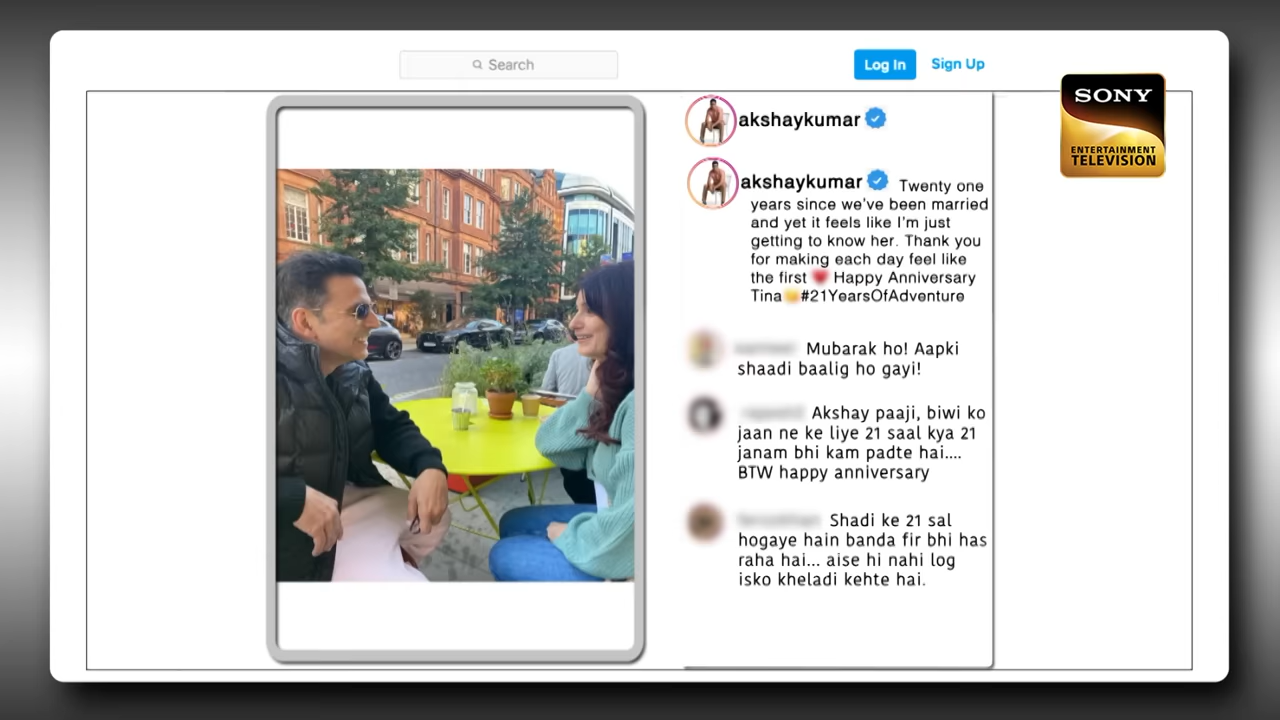 Search
Log In
Sign Up
SONY
ENTERTAINMENT
TELEVISION
akshaykumar
akshaykumar Twenty one
years since we've been married
and yet it feels like I'm just
getting to know her. Thank you
for making each day feel like
the first ❤ Happy Anniversary
Tina #21YearsOfAdventure
Mubarak ho! Aapki
shaadi baalig ho gayi!
Akshay paaji, biwi ko
jaan ne ke liye 21 saal kya 21
janam bhi kam padte hai....
BTW happy anniversary
Shadi ke 21 sal
hogaye hain banda fir bhi has
raha hai... aise hi nahi log
isko kheladi kehte hai.